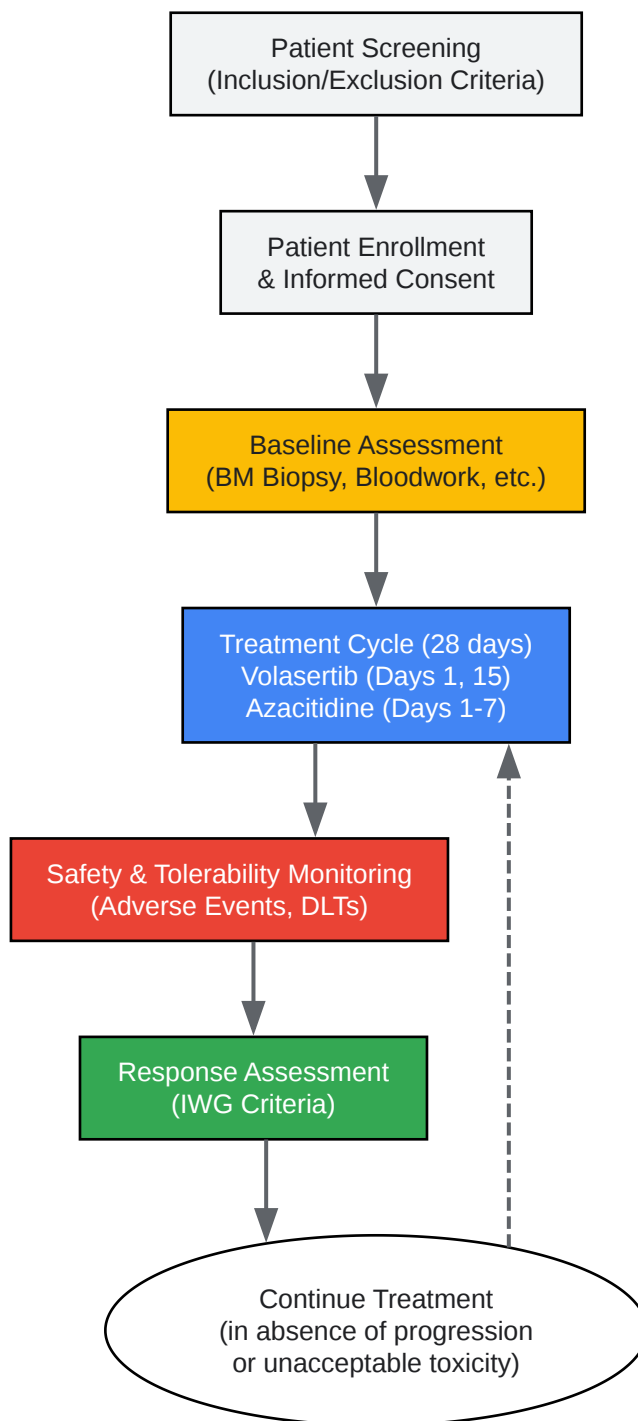 Patient Screening
(Inclusion/Exclusion Criteria)
Patient Enrollment
& Informed Consent
Baseline Assessment
(BM Biopsy, Bloodwork, etc.)
Treatment Cycle (28 days)
Volasertib (Days 1, 15)
Azacitidine (Days 1-7)
Safety & Tolerability Monitoring
(Adverse Events, DLTs)
Response Assessment
(IWG Criteria)
Continue Treatment
(in absence of progression
or unacceptable toxicity)